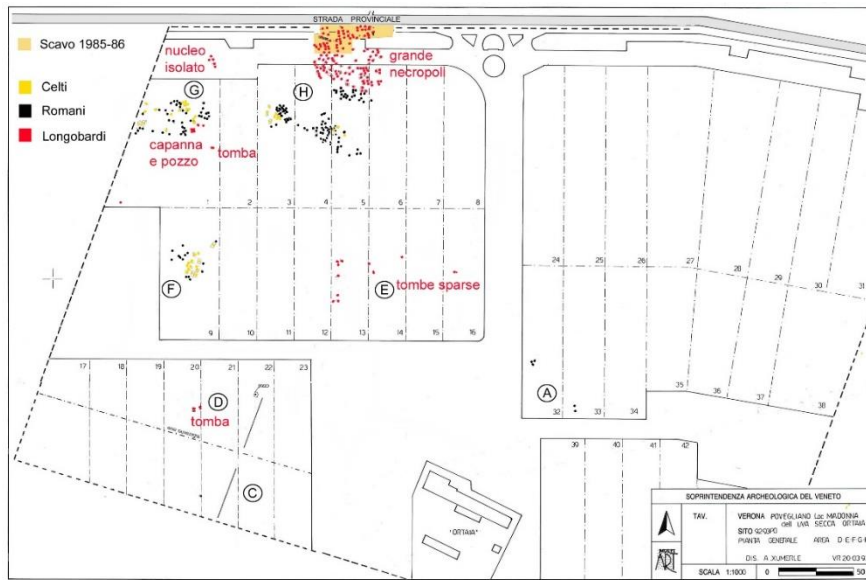 STRADA PROVINCIALE
Scavo 1985-86
nucleo
isolato
grande
necropoli
Celti
G
H
Romani
Longobardi
capanna
e pozzo
tomba
1 2 3 4 5 6 7 8
24 25 26 27 28 29 30 31
F
E
tombe sparse
9 10 11 12 13 14 15 16
17 18 19 20 21 22 23
D
tomba
A
32 33 34 35 36 37 38
C
39 40 41 42
"ORTAIA"
SOPRINTENDENZA ARCHEOLOGICA DEL VENETO
TAV.
VERONA POVEGLIANO Loc MADONNA
dell UVA SECCA ORTAIA
PIANTA GENERALE AREA D E F G H
DIS. A. XUMERLE
SCALA 1:1000 0